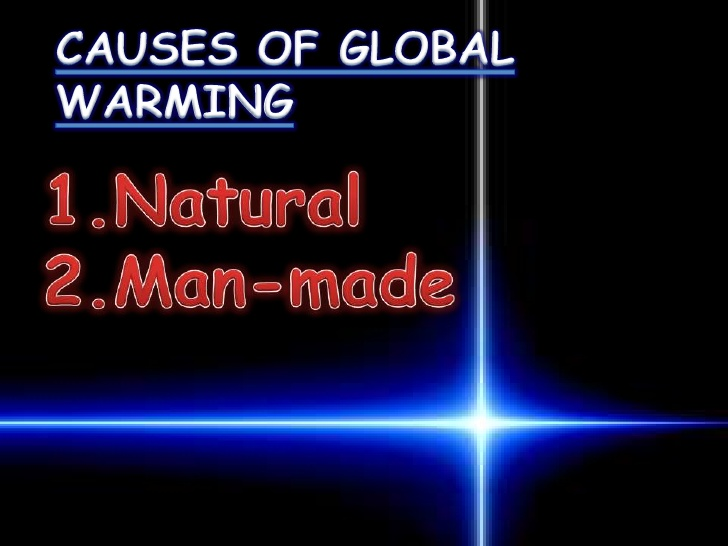 CAUSES OF GLOBAL
WARMING
1.Natural
2.Man-made